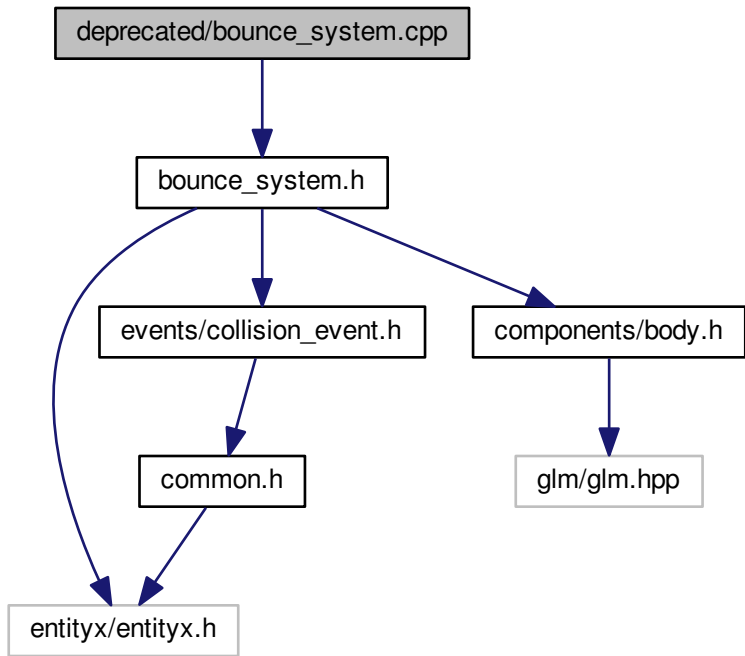 deprecated/bounce_system.cpp
bounce_system.h
events/collision_event.h
components/body.h
common.h
glm/glm.hpp
entityx/entityx.h